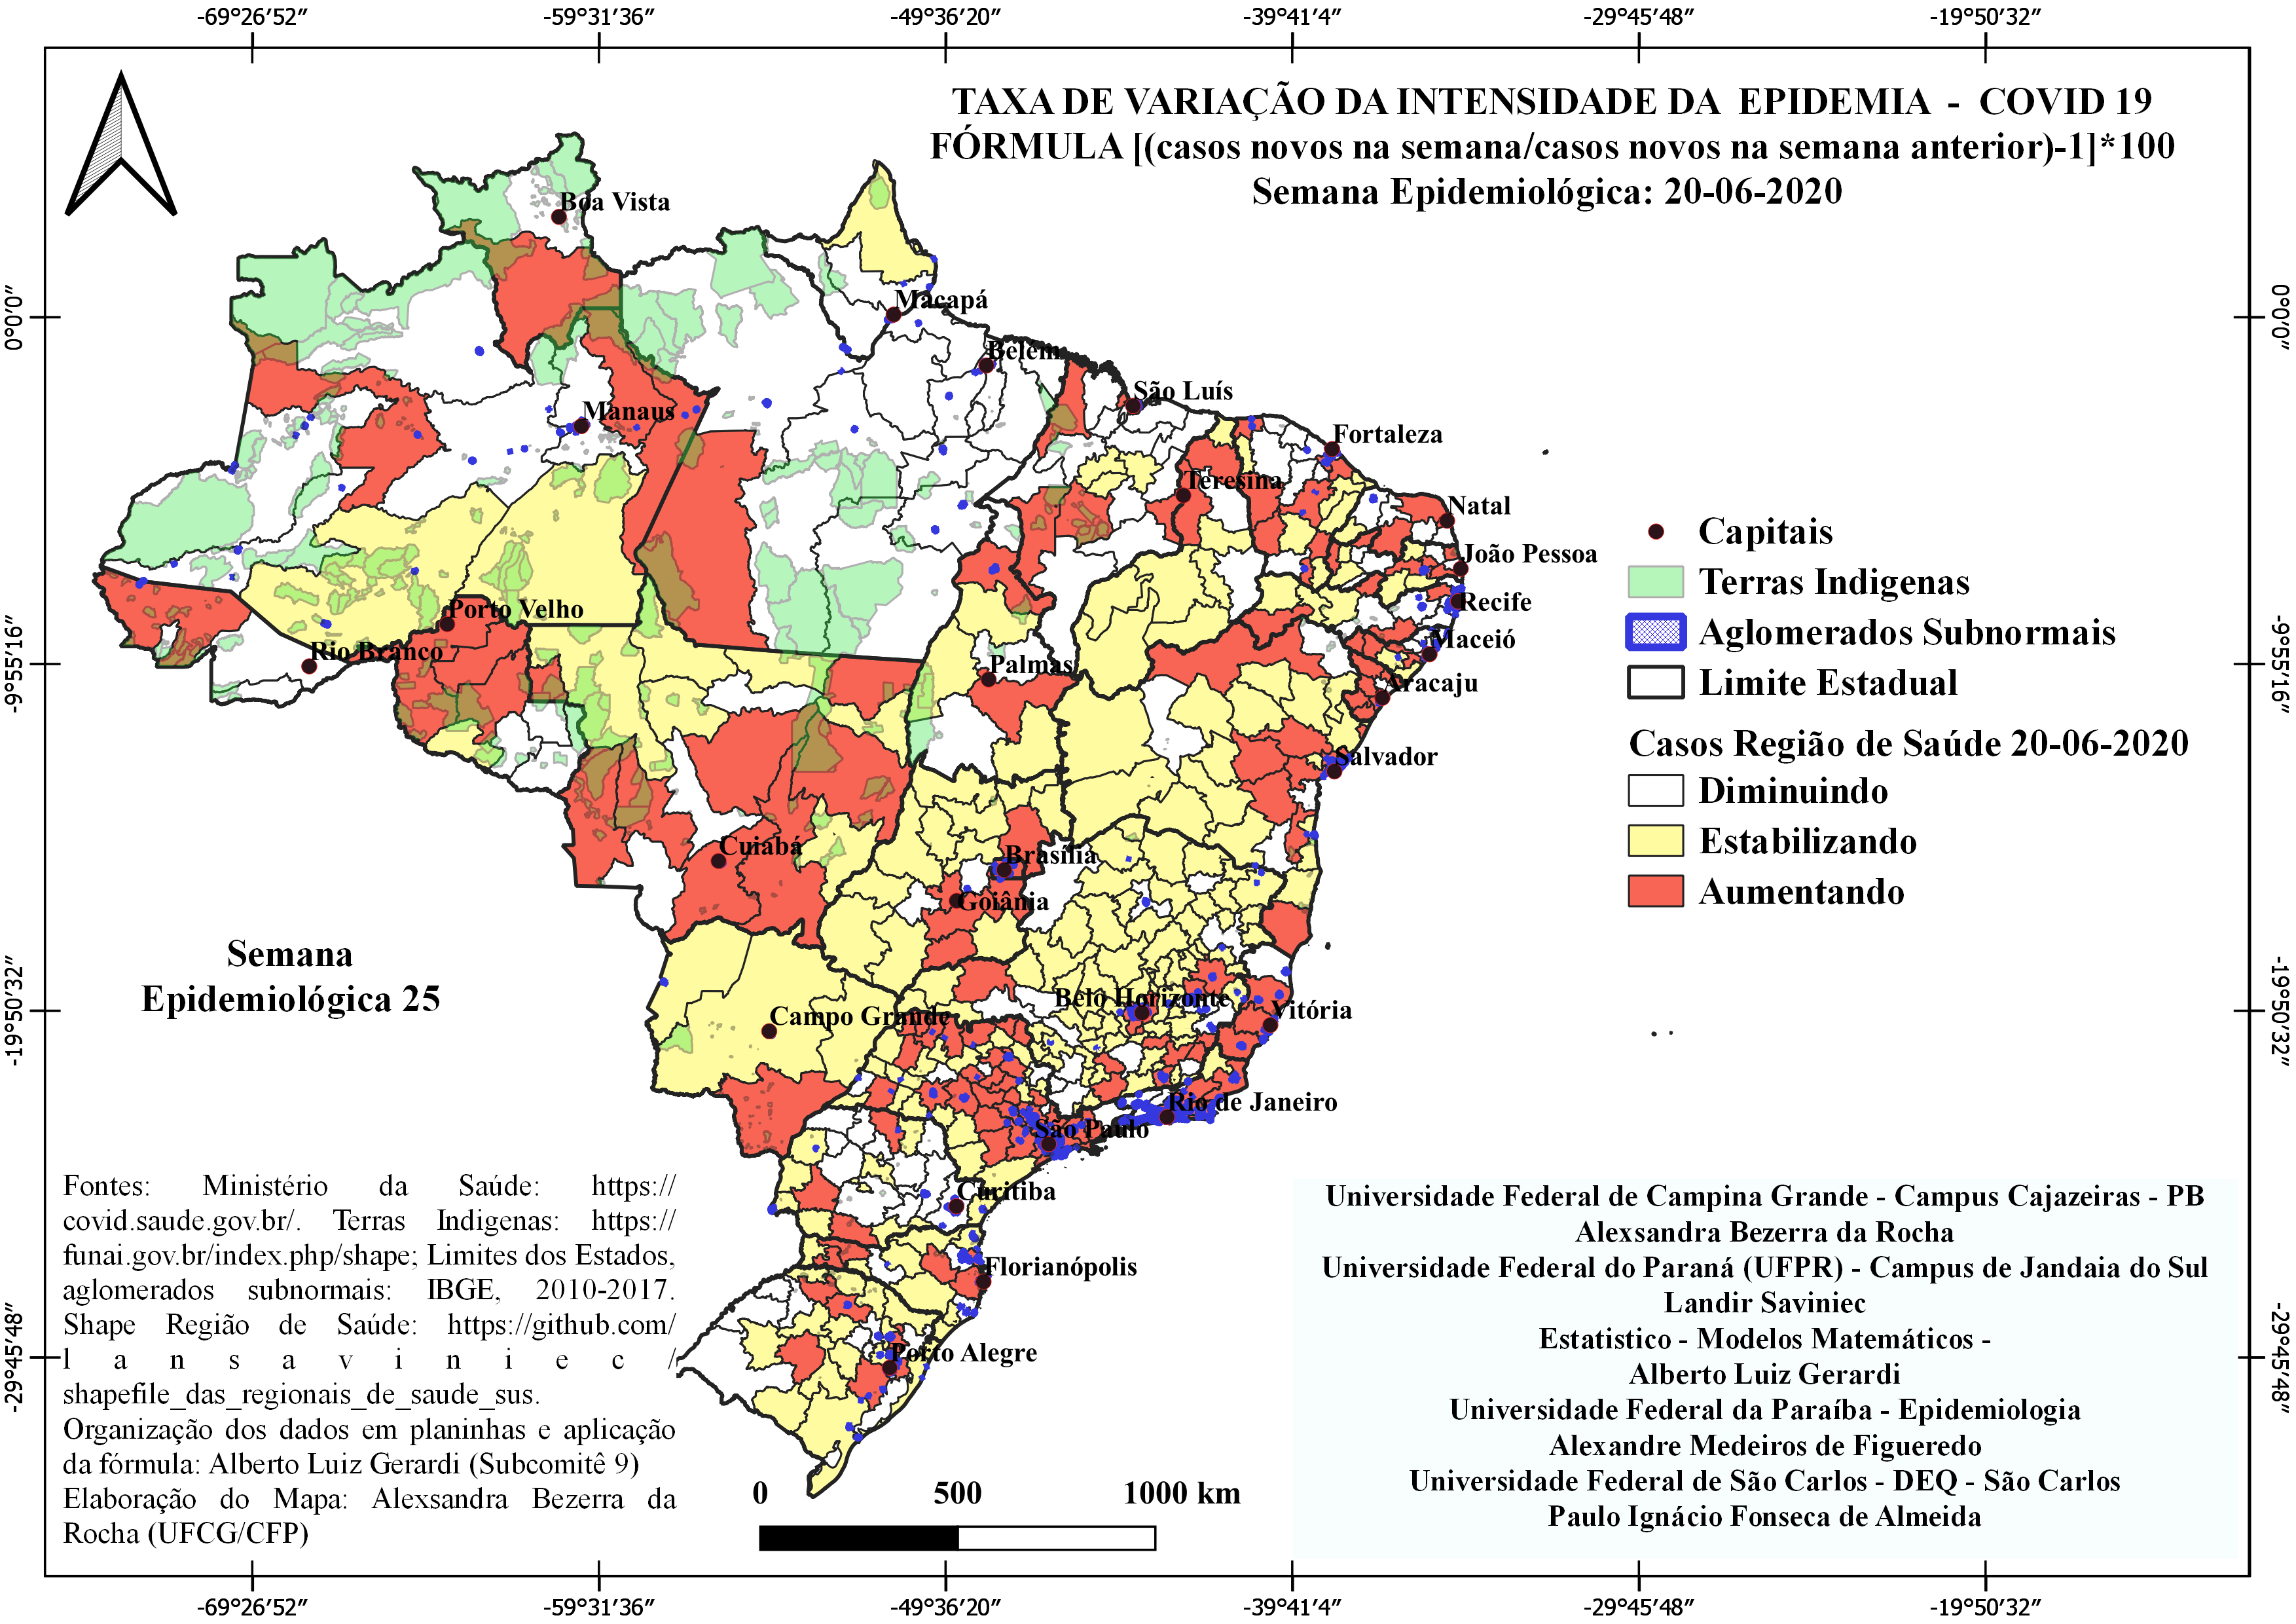 -69°26′52″ -59°31′36″ -49°36′20″ -39°41′4″ -29°45′48″ -19°50′32″
TAXA DE VARIAÇÃO DA INTENSIDADE DA EPIDEMIA - COVID 19
FÓRMULA [(casos novos na semana/casos novos na semana anterior)-1]*100
Semana Epidemiológica: 20-06-2020
Boa Vista
Macapá
Belém
São Luís
Manaus
Fortaleza
Teresina
Natal
João Pessoa
Porto Velho
Recife
Rio Branco
Maceió
Palmas
Aracaju
Salvador
Cuiabá
Brasília
Goiânia
Belo Horizonte
Vitória
Campo Grande
Rio de Janeiro
São Paulo
Curitiba
Florianópolis
Porto Alegre
0°0′0″
-9°55′16″
-19°50′32″
-29°45′48″
0°0′0″
-9°55′16″
-19°50′32″
-29°45′48″
Capitais
Terras Indigenas
Aglomerados Subnormais
Limite Estadual
Casos Região de Saúde 20-06-2020
Diminuindo
Estabilizando
Aumentando
Semana
Epidemiológica 25
Fontes: Ministério da Saúde: https://
covid.saude.gov.br/. Terras Indigenas: https://
funai.gov.br/index.php/shape; Limites dos Estados,
aglomerados subnormais: IBGE, 2010-2017.
Shape Região de Saúde: https://github.com/
l a n s a v i n i e c /
shapefile_das_regionais_de_saude_sus.
Organização dos dados em planinhas e aplicação
da fórmula: Alberto Luiz Gerardi (Subcomitê 9)
Elaboração do Mapa: Alexsandra Bezerra da
Rocha (UFCG/CFP)
0 500 1000 km
Universidade Federal de Campina Grande - Campus Cajazeiras - PB
Alexsandra Bezerra da Rocha
Universidade Federal do Paraná (UFPR) - Campus de Jandaia do Sul
Landir Saviniec
Estatistico - Modelos Matemáticos -
Alberto Luiz Gerardi
Universidade Federal da Paraíba - Epidemiologia
Alexandre Medeiros de Figueredo
Universidade Federal de São Carlos - DEQ - São Carlos
Paulo Ignácio Fonseca de Almeida
-69°26′52″ -59°31′36″ -49°36′20″ -39°41′4″ -29°45′48″ -19°50′32″